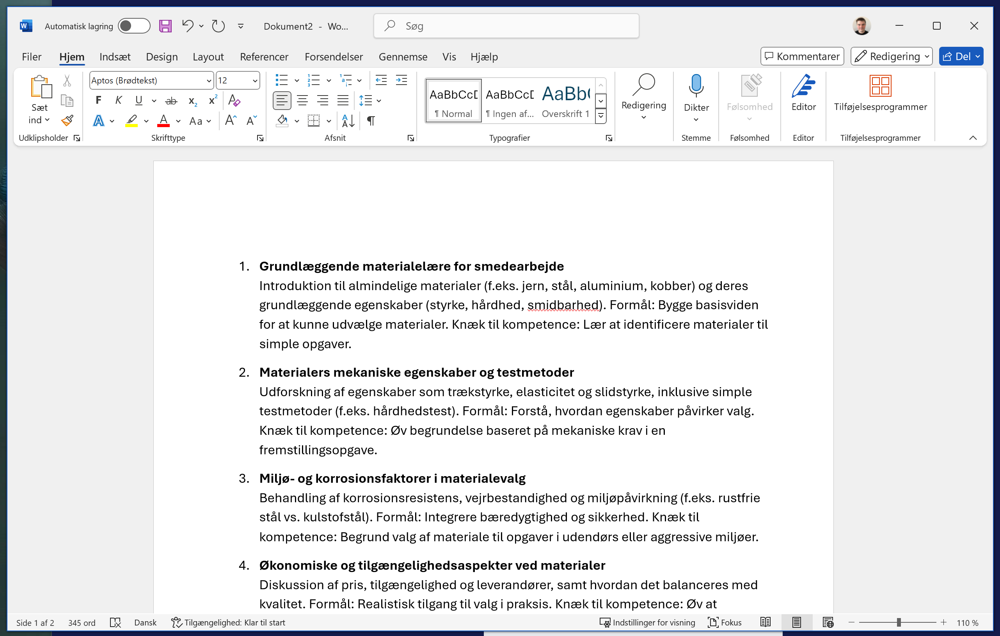 Automatisk lagring
Dokument2 - Wo...
Søg
Filer
Hjem
Indsæt
Design
Layout
Referencer
Forsendelser
Gennemse
Vis
Hjælp
Kommentarer
Redigering
Del
Sæt
ind
Udklipsholder
Aptos (Brødtekst)
12
F K U ab x₂ x²
A A Aa A A
Skrifttype
Afsnit
AaBbCcD
¶ Normal
AaBbCcD
¶ Ingen af...
AaBb(
Overskrift 1
Typografier
Redigering
Dikter
Stemme
Følsomhed
Følsomhed
Editor
Editor
Tilføjelsesprogrammer
Tilføjelsesprogrammer
1. Grundlæggende materialelære for smedearbejde
Introduktion til almindelige materialer (f.eks. jern, stål, aluminium, kobber) og deres
grundlæggende egenskaber (styrke, hårdhed, smidbarhed). Formål: Bygge basisviden
for at kunne udvælge materialer. Knæk til kompetence: Lær at identificere materialer til
simple opgaver.
2. Materialers mekaniske egenskaber og testmetoder
Udforskning af egenskaber som trækstyrke, elasticitet og slidstyrke, inklusive simple
testmetoder (f.eks. hårdhedstest). Formål: Forstå, hvordan egenskaber påvirker valg.
Knæk til kompetence: Øv begrundelse baseret på mekaniske krav i en
fremstillingsopgave.
3. Miljø- og korrosionsfaktorer i materialevalg
Behandling af korrosionsresistens, vejrbestandighed og miljøpåvirkning (f.eks. rustfrie
stål vs. kulstofstål). Formål: Integrere bæredygtighed og sikkerhed. Knæk til
kompetence: Begrund valg af materiale til opgaver i udendørs eller aggressive miljøer.
4. Økonomiske og tilgængelighedsaspekter ved materialer
Diskussion af pris, tilgængelighed og leverandører, samt hvordan det balanceres med
kvalitet. Formål: Realistisk tilgang til valg i praksis. Knæk til kompetence: Øv at
Side 1 af 2
345 ord
Dansk
Tilgængelighed: Klar til start
Indstillinger for visning
Fokus
110 %